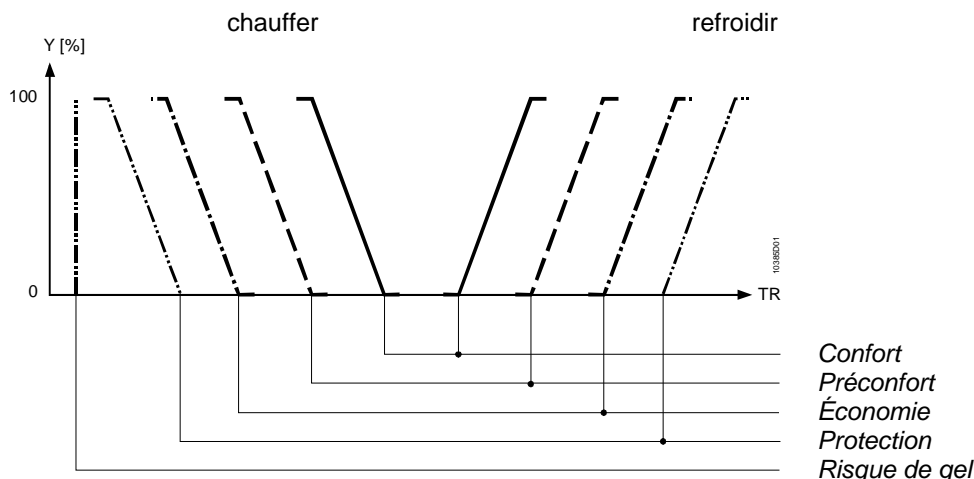 chauffer refroidir
Y [%]
100
10385D01
0
TR
Confort
Préconfort
Économie
Protection
Risque de gel